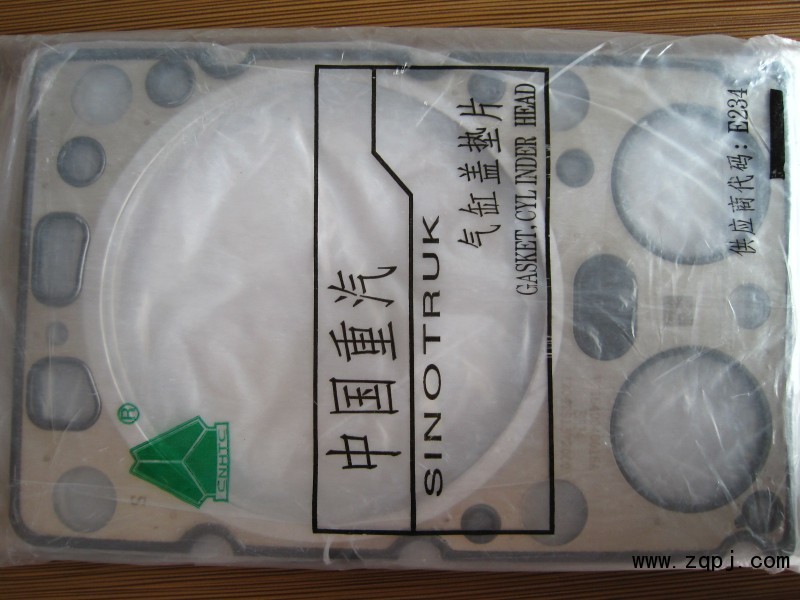 中国重汽
SINOTRUK
气缸盖垫片
GASKET,CYLINDER HEAD
供应商代码：E234
CNHTC
®
www.zqpj.com